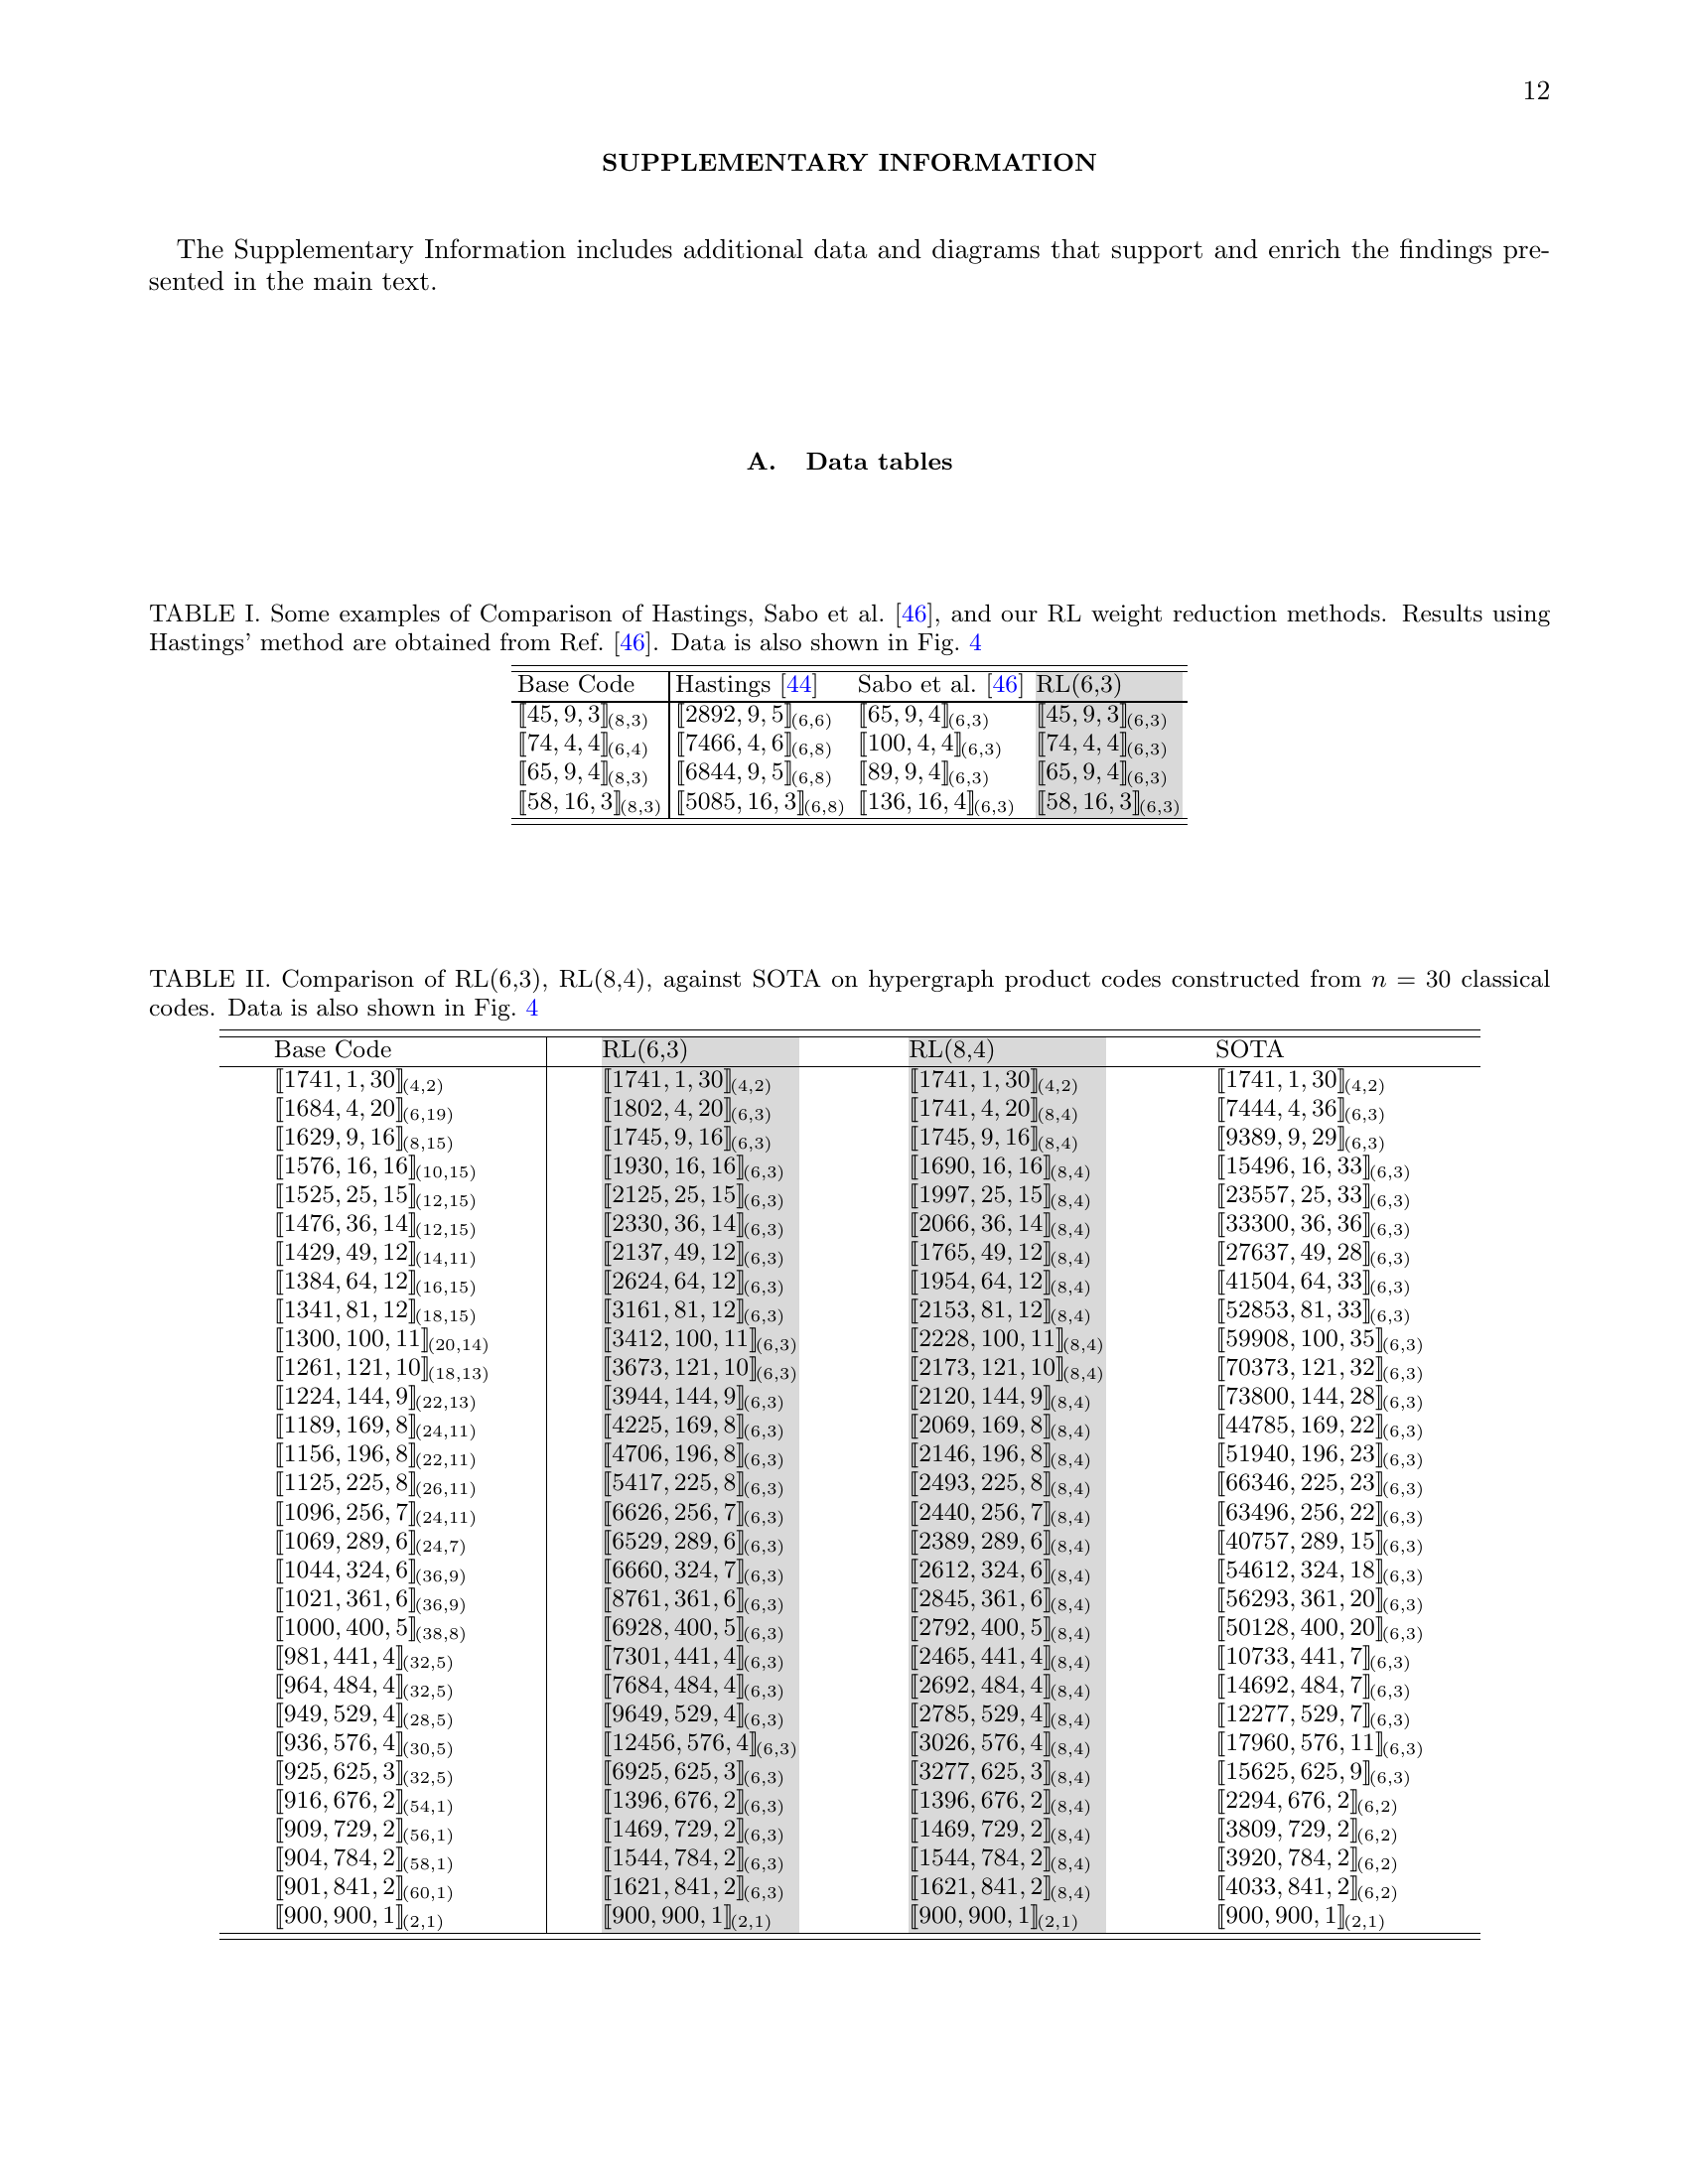 12
SUPPLEMENTARY INFORMATION
The Supplementary Information includes additional data and diagrams that support and enrich the findings pre-
sented in the main text.
A. Data tables
TABLE I. Some examples of Comparison of Hastings, Sabo et al. [46], and our RL weight reduction methods. Results using
Hastings’ method are obtained from Ref. [46]. Data is also shown in Fig. 4
Base Code Hastings [44] Sabo et al. [46] RL(6,3)
⟦45, 9, 3⟧(8,3) ⟦2892, 9, 5⟧(6,6) ⟦65, 9, 4⟧(6,3) ⟦45, 9, 3⟧(6,3)
⟦74, 4, 4⟧(6,4) ⟦7466, 4, 6⟧(6,8) ⟦100, 4, 4⟧(6,3) ⟦74, 4, 4⟧(6,3)
⟦65, 9, 4⟧(8,3) ⟦6844, 9, 5⟧(6,8) ⟦89, 9, 4⟧(6,3) ⟦65, 9, 4⟧(6,3)
⟦58, 16, 3⟧(8,3) ⟦5085, 16, 3⟧(6,8) ⟦136, 16, 4⟧(6,3) ⟦58, 16, 3⟧(6,3)
TABLE II. Comparison of RL(6,3), RL(8,4), against SOTA on hypergraph product codes constructed from n = 30 classical
codes. Data is also shown in Fig. 4
Base Code RL(6,3) RL(8,4) SOTA
⟦1741, 1, 30⟧(4,2) ⟦1741, 1, 30⟧(4,2) ⟦1741, 1, 30⟧(4,2) ⟦1741, 1, 30⟧(4,2)
⟦1684, 4, 20⟧(6,19) ⟦1802, 4, 20⟧(6,3) ⟦1741, 4, 20⟧(8,4) ⟦7444, 4, 36⟧(6,3)
⟦1629, 9, 16⟧(8,15) ⟦1745, 9, 16⟧(6,3) ⟦1745, 9, 16⟧(8,4) ⟦9389, 9, 29⟧(6,3)
⟦1576, 16, 16⟧(10,15) ⟦1930, 16, 16⟧(6,3) ⟦1690, 16, 16⟧(8,4) ⟦15496, 16, 33⟧(6,3)
⟦1525, 25, 15⟧(12,15) ⟦2125, 25, 15⟧(6,3) ⟦1997, 25, 15⟧(8,4) ⟦23557, 25, 33⟧(6,3)
⟦1476, 36, 14⟧(12,15) ⟦2330, 36, 14⟧(6,3) ⟦2066, 36, 14⟧(8,4) ⟦33300, 36, 36⟧(6,3)
⟦1429, 49, 12⟧(14,11) ⟦2137, 49, 12⟧(6,3) ⟦1765, 49, 12⟧(8,4) ⟦27637, 49, 28⟧(6,3)
⟦1384, 64, 12⟧(16,15) ⟦2624, 64, 12⟧(6,3) ⟦1954, 64, 12⟧(8,4) ⟦41504, 64, 33⟧(6,3)
⟦1341, 81, 12⟧(18,15) ⟦3161, 81, 12⟧(6,3) ⟦2153, 81, 12⟧(8,4) ⟦52853, 81, 33⟧(6,3)
⟦1300, 100, 11⟧(20,14) ⟦3412, 100, 11⟧(6,3) ⟦2228, 100, 11⟧(8,4) ⟦59908, 100, 35⟧(6,3)
⟦1261, 121, 10⟧(18,13) ⟦3673, 121, 10⟧(6,3) ⟦2173, 121, 10⟧(8,4) ⟦70373, 121, 32⟧(6,3)
⟦1224, 144, 9⟧(22,13) ⟦3944, 144, 9⟧(6,3) ⟦2120, 144, 9⟧(8,4) ⟦73800, 144, 28⟧(6,3)
⟦1189, 169, 8⟧(24,11) ⟦4225, 169, 8⟧(6,3) ⟦2069, 169, 8⟧(8,4) ⟦44785, 169, 22⟧(6,3)
⟦1156, 196, 8⟧(22,11) ⟦4706, 196, 8⟧(6,3) ⟦2146, 196, 8⟧(8,4) ⟦51940, 196, 23⟧(6,3)
⟦1125, 225, 8⟧(26,11) ⟦5417, 225, 8⟧(6,3) ⟦2493, 225, 8⟧(8,4) ⟦66346, 225, 23⟧(6,3)
⟦1096, 256, 7⟧(24,11) ⟦6626, 256, 7⟧(6,3) ⟦2440, 256, 7⟧(8,4) ⟦63496, 256, 22⟧(6,3)
⟦1069, 289, 6⟧(24,7) ⟦6529, 289, 6⟧(6,3) ⟦2389, 289, 6⟧(8,4) ⟦40757, 289, 15⟧(6,3)
⟦1044, 324, 6⟧(36,9) ⟦6660, 324, 7⟧(6,3) ⟦2612, 324, 6⟧(8,4) ⟦54612, 324, 18⟧(6,3)
⟦1021, 361, 6⟧(36,9) ⟦8761, 361, 6⟧(6,3) ⟦2845, 361, 6⟧(8,4) ⟦56293, 361, 20⟧(6,3)
⟦1000, 400, 5⟧(38,8) ⟦6928, 400, 5⟧(6,3) ⟦2792, 400, 5⟧(8,4) ⟦50128, 400, 20⟧(6,3)
⟦981, 441, 4⟧(32,5) ⟦7301, 441, 4⟧(6,3) ⟦2465, 441, 4⟧(8,4) ⟦10733, 441, 7⟧(6,3)
⟦964, 484, 4⟧(32,5) ⟦7684, 484, 4⟧(6,3) ⟦2692, 484, 4⟧(8,4) ⟦14692, 484, 7⟧(6,3)
⟦949, 529, 4⟧(28,5) ⟦9649, 529, 4⟧(6,3) ⟦2785, 529, 4⟧(8,4) ⟦12277, 529, 7⟧(6,3)
⟦936, 576, 4⟧(30,5) ⟦12456, 576, 4⟧(6,3) ⟦3026, 576, 4⟧(8,4) ⟦17960, 576, 11⟧(6,3)
⟦925, 625, 3⟧(32,5) ⟦6925, 625, 3⟧(6,3) ⟦3277, 625, 3⟧(8,4) ⟦15625, 625, 9⟧(6,3)
⟦916, 676, 2⟧(54,1) ⟦1396, 676, 2⟧(6,3) ⟦1396, 676, 2⟧(8,4) ⟦2294, 676, 2⟧(6,2)
⟦909, 729, 2⟧(56,1) ⟦1469, 729, 2⟧(6,3) ⟦1469, 729, 2⟧(8,4) ⟦3809, 729, 2⟧(6,2)
⟦904, 784, 2⟧(58,1) ⟦1544, 784, 2⟧(6,3) ⟦1544, 784, 2⟧(8,4) ⟦3920, 784, 2⟧(6,2)
⟦901, 841, 2⟧(60,1) ⟦1621, 841, 2⟧(6,3) ⟦1621, 841, 2⟧(8,4) ⟦4033, 841, 2⟧(6,2)
⟦900, 900, 1⟧(2,1) ⟦900, 900, 1⟧(2,1) ⟦900, 900, 1⟧(2,1) ⟦900, 900, 1⟧(2,1)